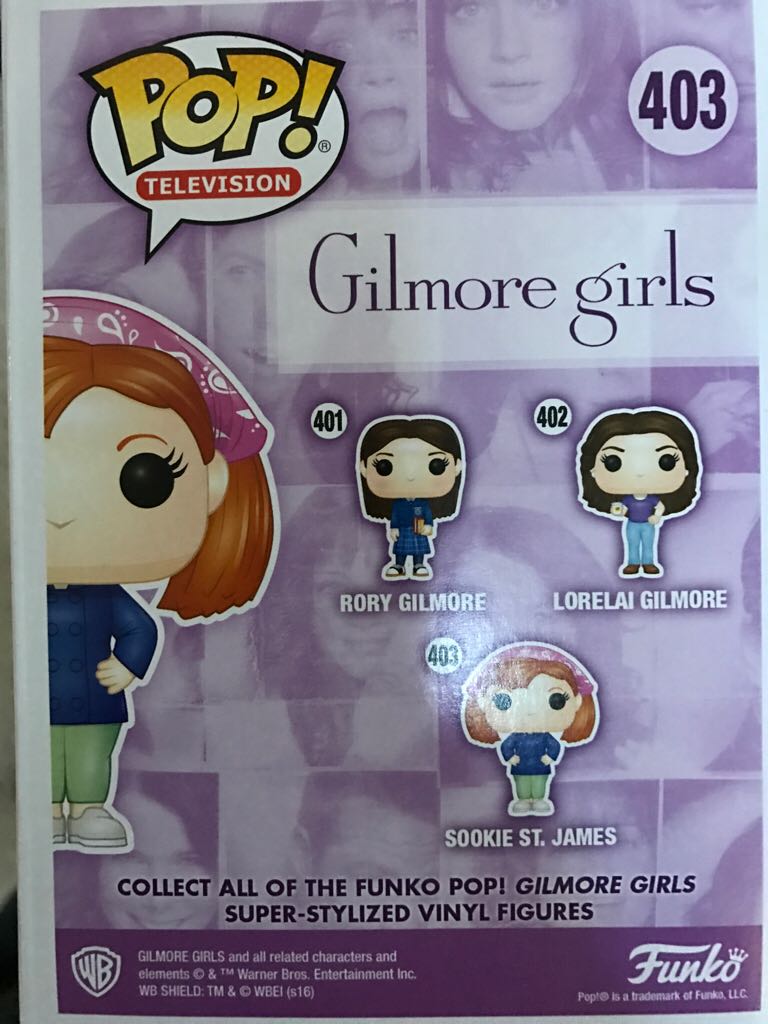 POP!®
TELEVISION
403
Gilmore girls
401
402
RORY GILMORE
LORELAI GILMORE
403
SOOKIE ST. JAMES
COLLECT ALL OF THE FUNKO POP! GILMORE GIRLS
SUPER-STYLIZED VINYL FIGURES
WB
GILMORE GIRLS and all related characters and
elements © & ™ Warner Bros. Entertainment Inc.
WB SHIELD: TM & © WBEI (s16)
Funko
Pop!® is a trademark of Funko, LLC.